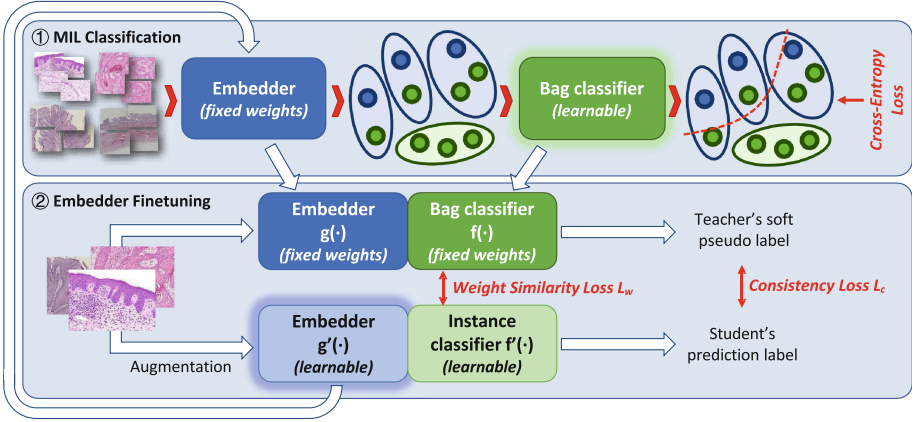 ① MIL Classification
Embedder
(fixed weights)
Bag classifier
(learnable)
Cross-Entropy
Loss
② Embedder Finetuning
Embedder
g(·)
(fixed weights)
Bag classifier
f(·)
(fixed weights)
Teacher's soft
pseudo label
Weight Similarity Loss Lw
Consistency Loss Lc
Augmentation
Embedder
g'(·)
(learnable)
Instance
classifier f'(·)
(learnable)
Student's
prediction label